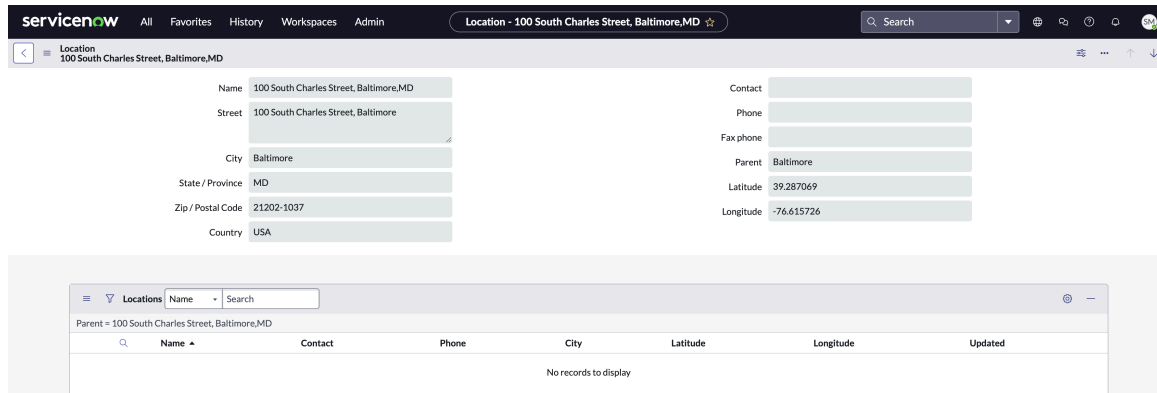 servicenow All Favorites History Workspaces Admin Location - 100 South Charles Street, Baltimore,MD Search SM
Location
100 South Charles Street, Baltimore,MD
Name 100 South Charles Street, Baltimore,MD
Street 100 South Charles Street, Baltimore
City Baltimore
State / Province MD
Zip / Postal Code 21202-1037
Country USA
Contact
Phone
Fax phone
Parent Baltimore
Latitude 39.287069
Longitude -76.615726
Locations Name Search
Parent = 100 South Charles Street, Baltimore,MD
Name Contact Phone City Latitude Longitude Updated
No records to display